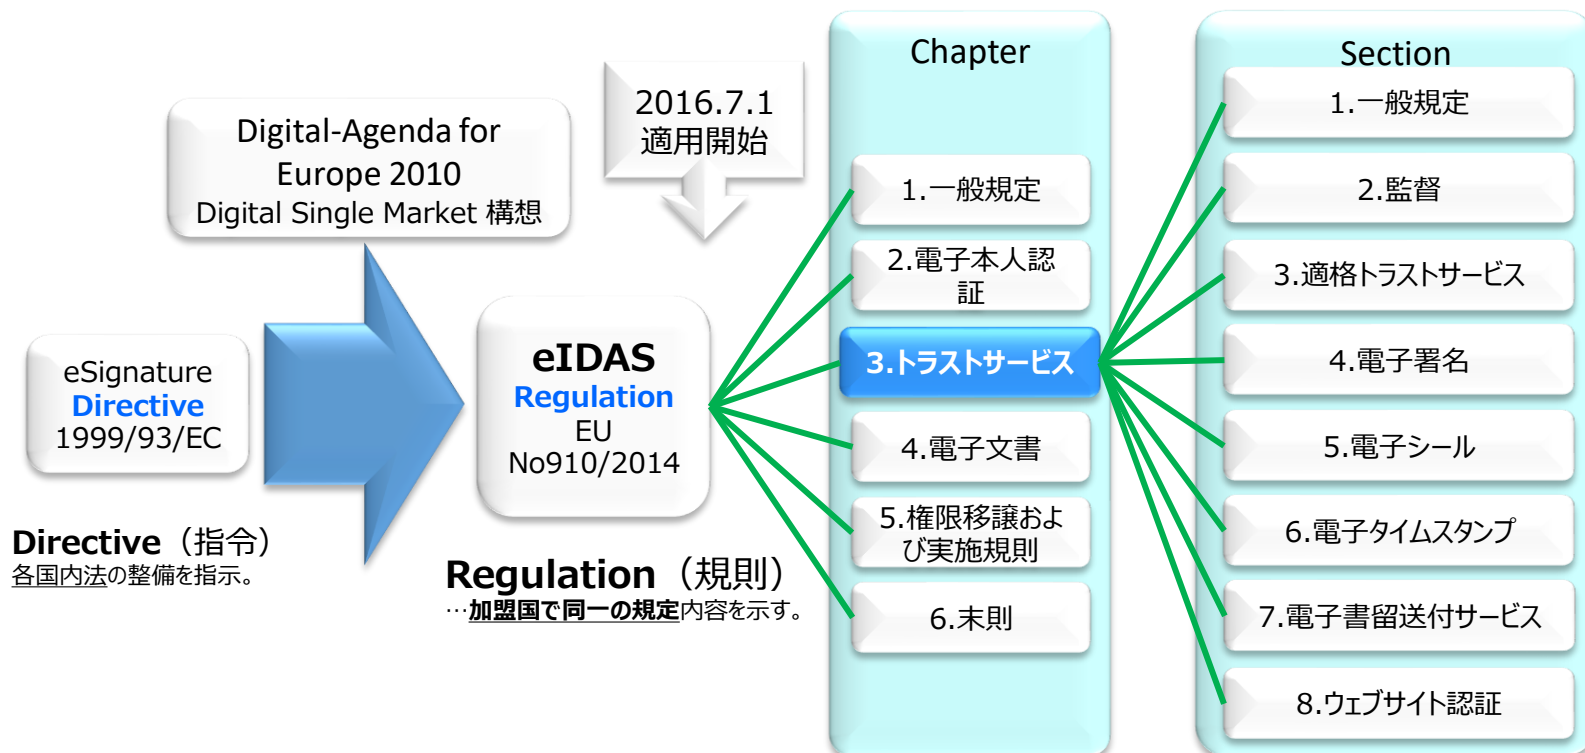 Digital-Agenda for
Europe 2010
Digital Single Market 構想
2016.7.1
適用開始
eSignature
Directive
1999/93/EC
Directive（指令）
各国内法の整備を指示。
eIDAS
Regulation
EU
No910/2014
Regulation（規則）
…加盟国で同一の規定内容を示す。
Chapter
1.一般規定
2.電子本人認
証
3.トラストサービス
4.電子文書
5.権限移譲およ
び実施規則
6.末則
Section
1.一般規定
2.監督
3.適格トラストサービス
4.電子署名
5.電子シール
6.電子タイムスタンプ
7.電子書留送付サービス
8.ウェブサイト認証